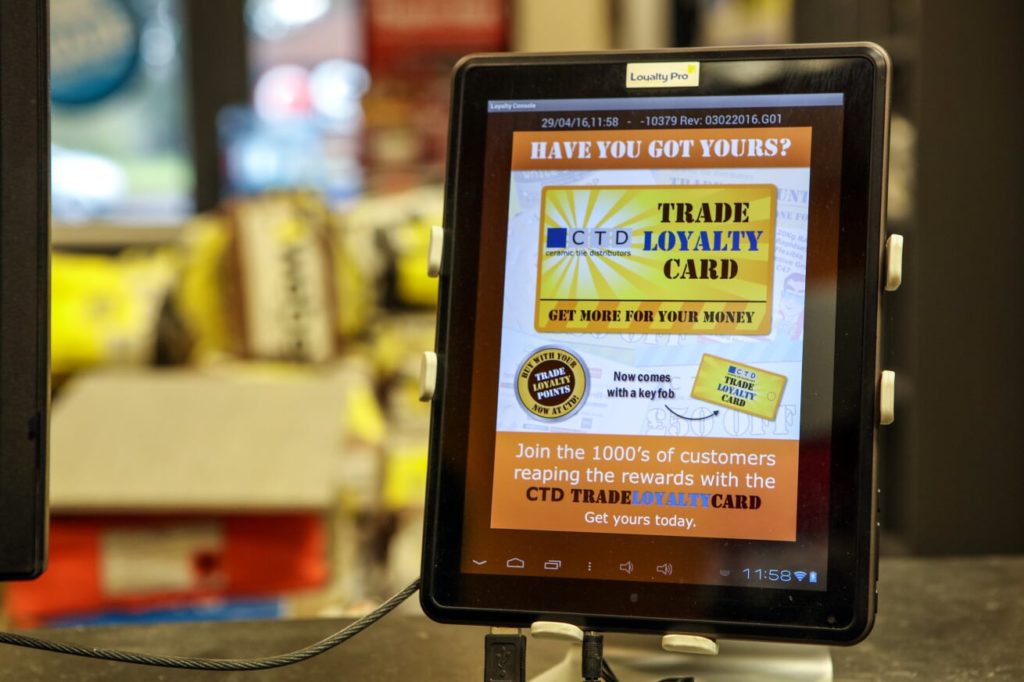 Loyalty Pro
Loyalty Console
29/04/16,11:58 - -10379 Rev: 03022016.G01
HAVE YOU GOT YOURS?
CTD
ceramic tile distributors
TRADE
LOYALTY
CARD
GET MORE FOR YOUR MONEY
BUY WITH YOUR
TRADE
LOYALTY
POINTS
NOW AT CTD!
Now comes
with a key fob
CTD
TRADE
LOYALTY
CARD
£50 OFF
Join the 1000's of customers
reaping the rewards with the
CTD TRADELOYALTYCARD
Get yours today.
11:58